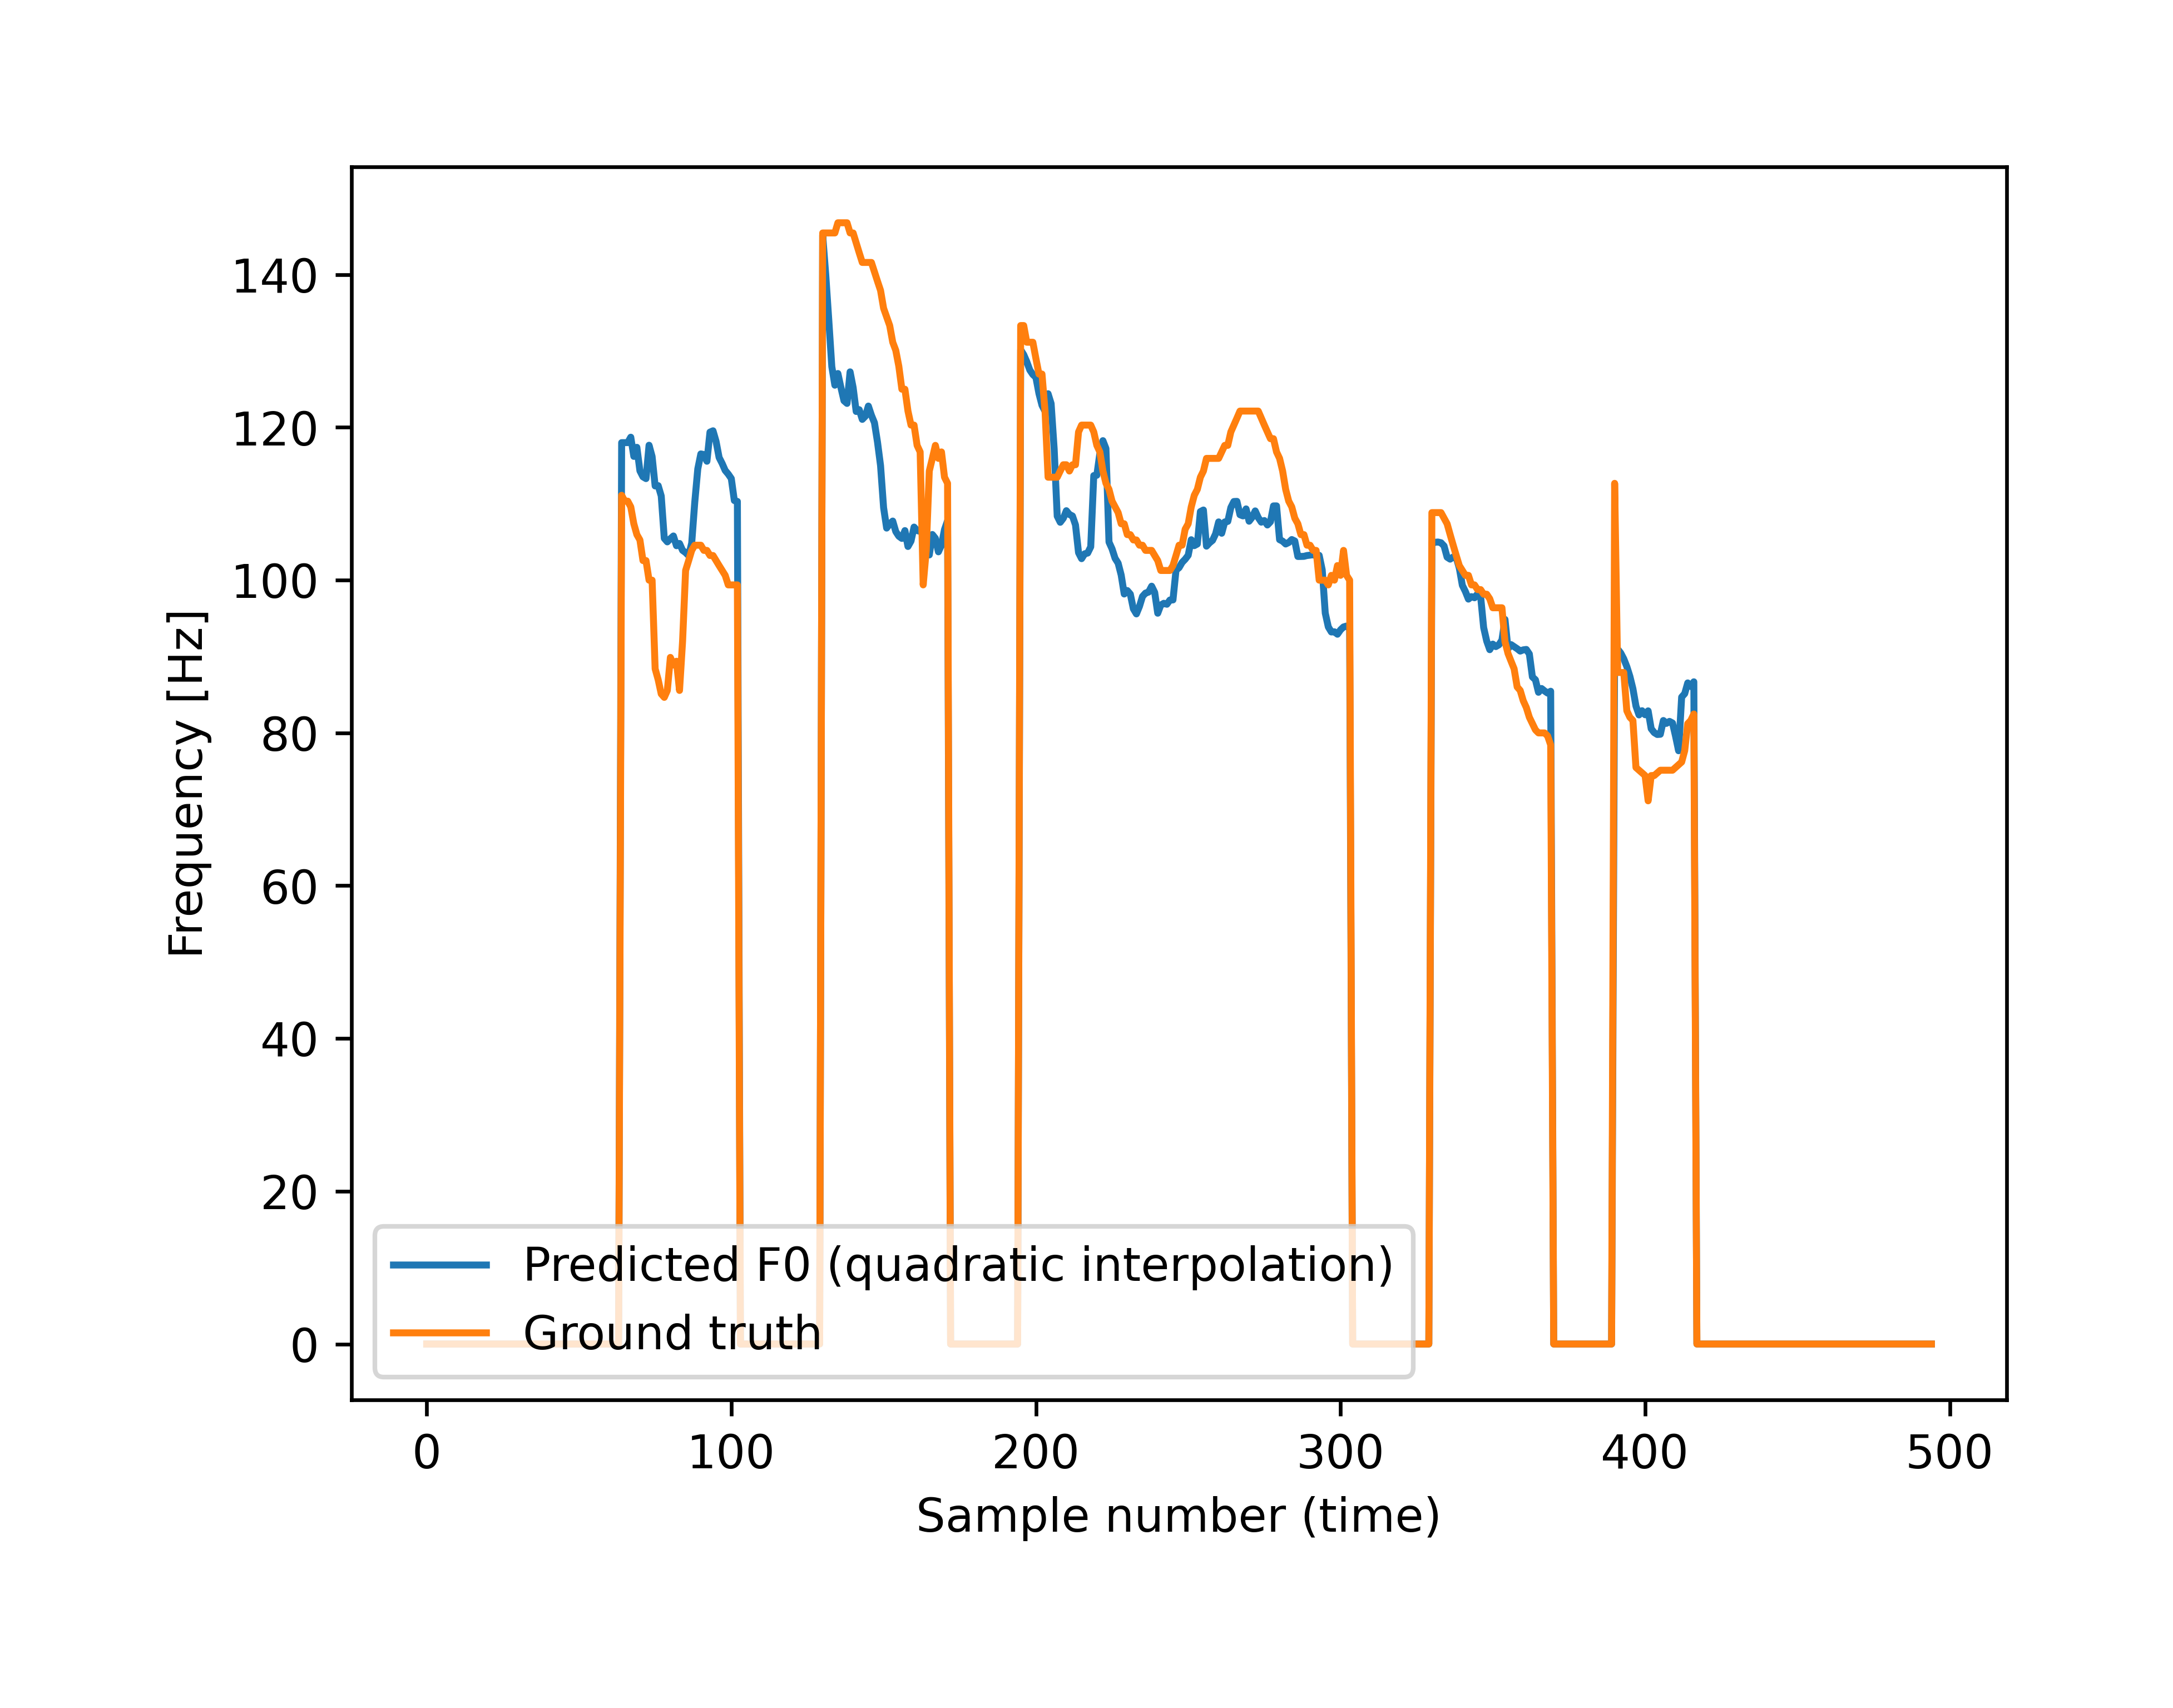 140
120
100
80
60
40
20
0
Frequency [Hz]
Predicted F0 (quadratic interpolation)
Ground truth
0 100 200 300 400 500
Sample number (time)